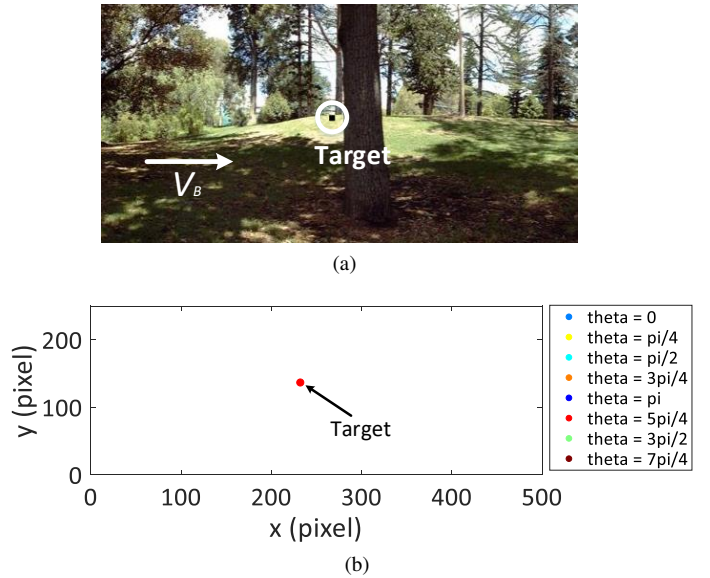 Target
V_B
(a)
200
100
0
y (pixel)
Target
0 100 200 300 400 500
x (pixel)
theta = 0
theta = pi/4
theta = pi/2
theta = 3pi/4
theta = pi
theta = 5pi/4
theta = 3pi/2
theta = 7pi/4
(b)